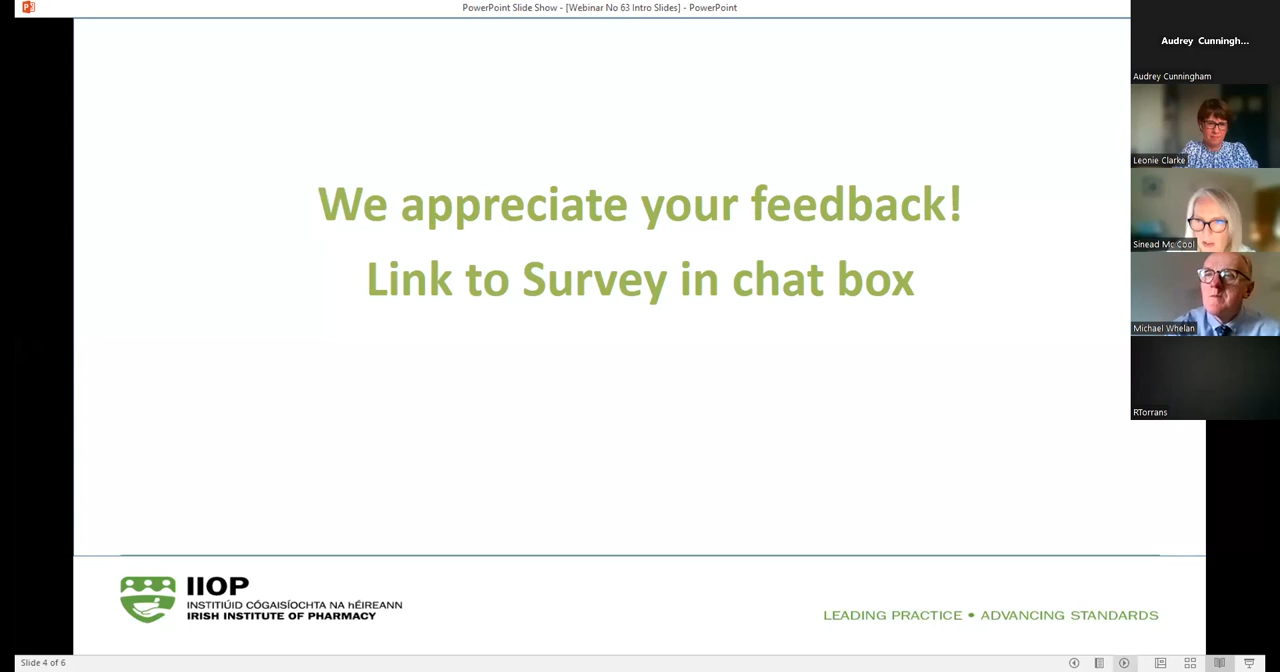 PowerPoint Slide Show - [Webinar No 63 Intro Slides] - PowerPoint
Audrey Cunningh...
Audrey Cunningham
Leonie Clarke
Sinead Mc Cool
Michael Whelan
RTorrans
We appreciate your feedback!
Link to Survey in chat box
IIOP
INSTITIÚID CÓGAISÍOCHTA NA hÉIREANN
IRISH INSTITUTE OF PHARMACY
LEADING PRACTICE • ADVANCING STANDARDS
Slide 4 of 6